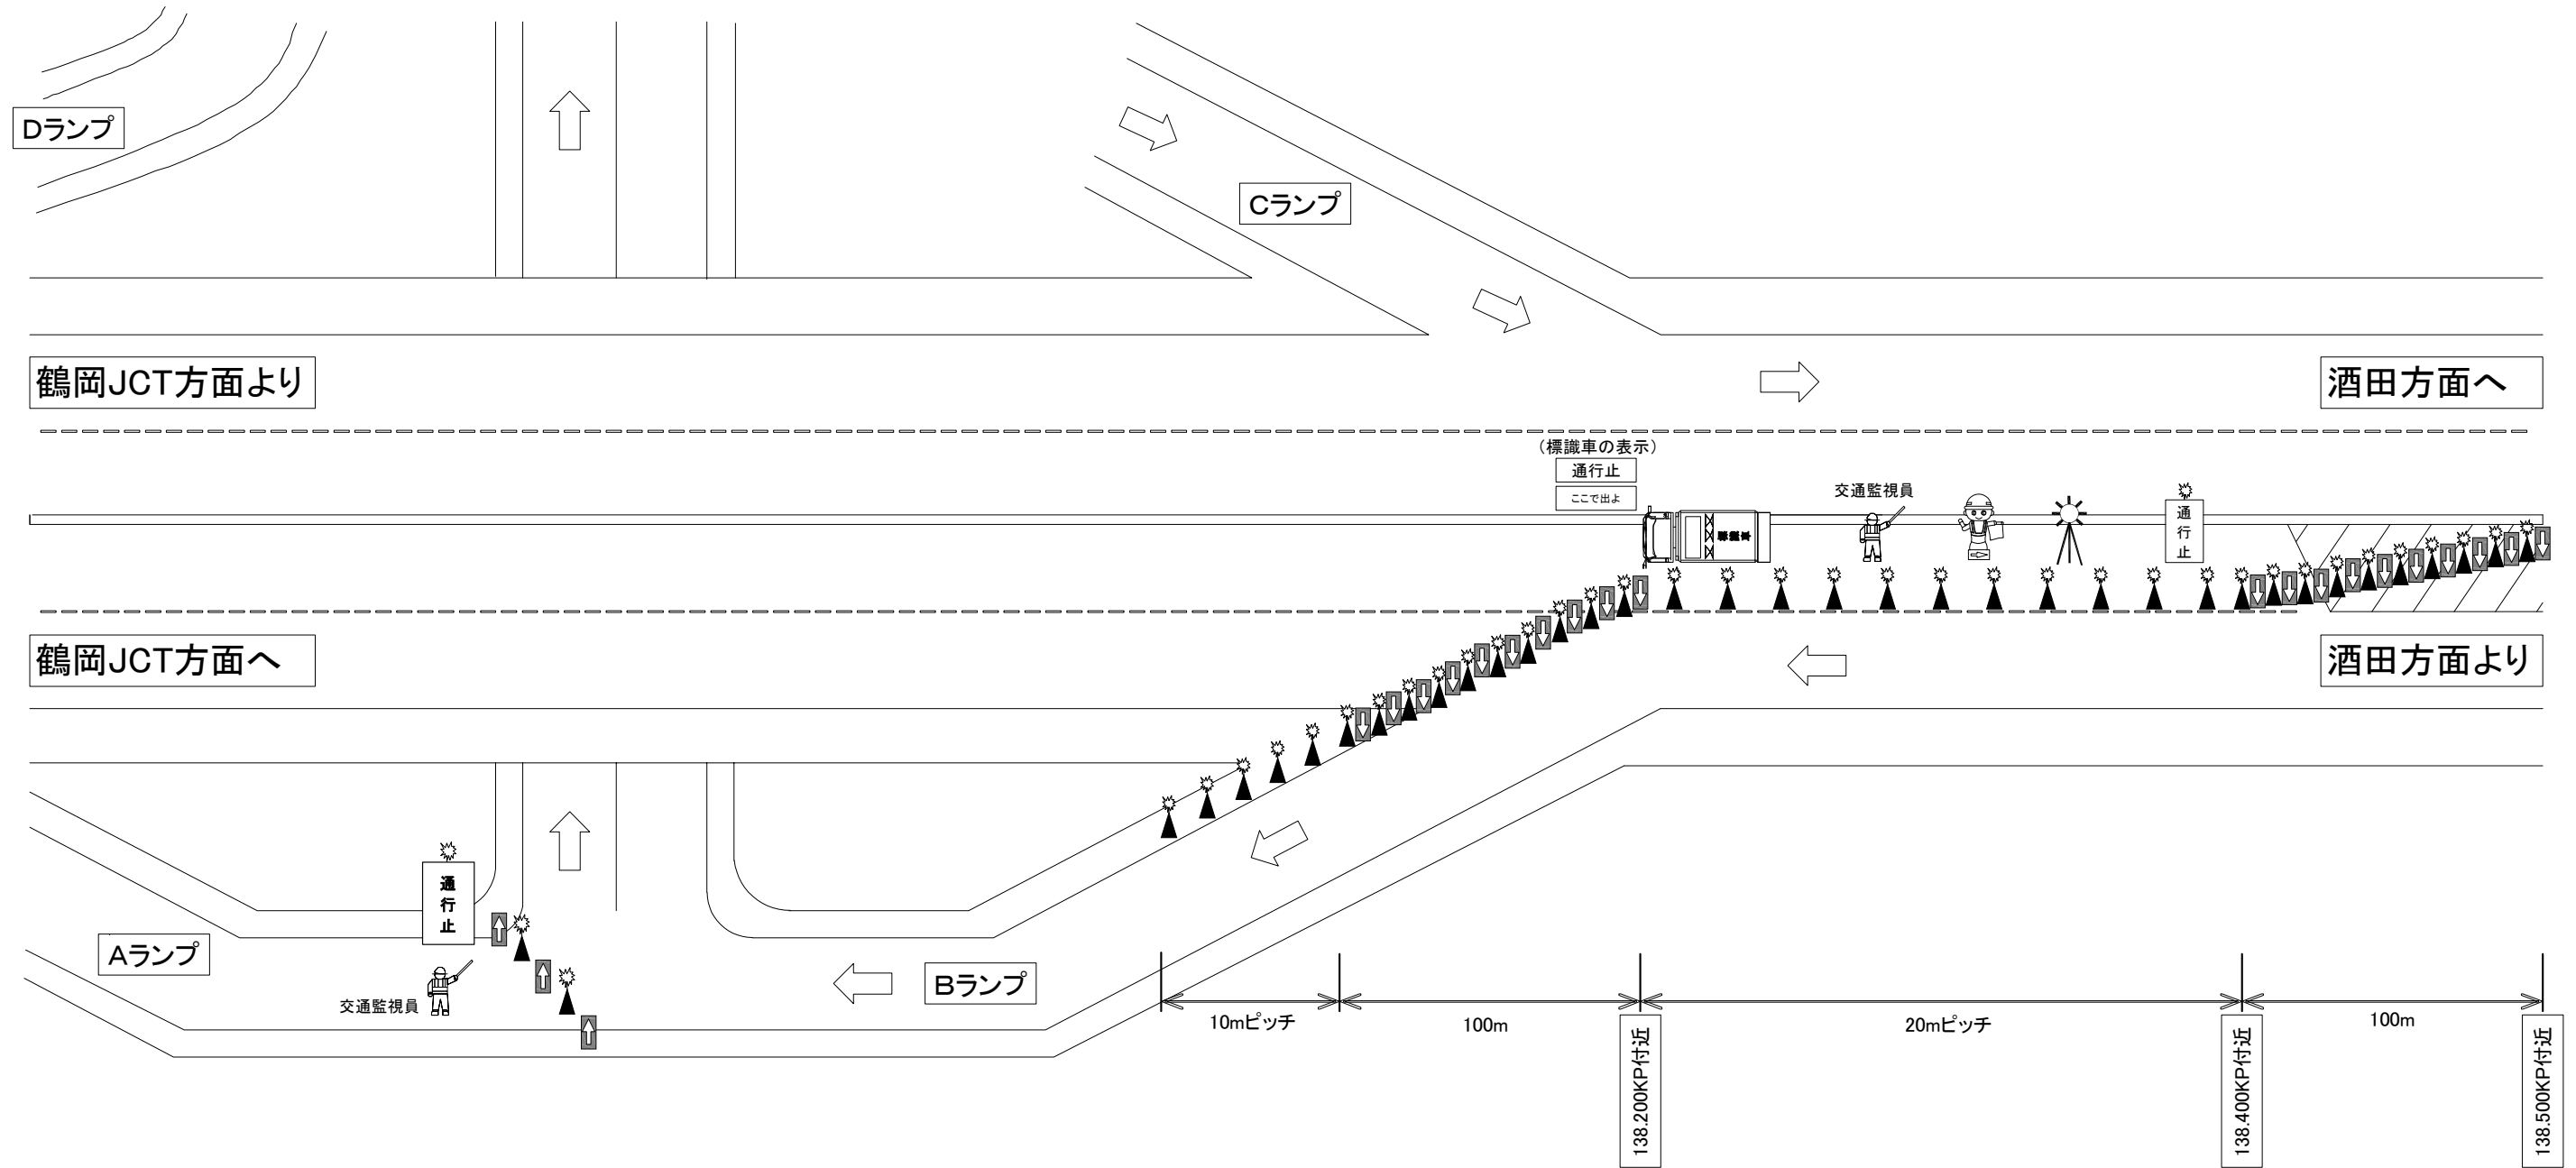 Dランプ
Cランプ
鶴岡JCT方面より
酒田方面へ
(標識車の表示)
通行止
ここで出よ
交通監視員
通行止
鶴岡JCT方面へ
酒田方面より
通行止
Aランプ
交通監視員
Bランプ
10mピッチ
100m
20mピッチ
100m
138.200KP付近
138.400KP付近
138.500KP付近